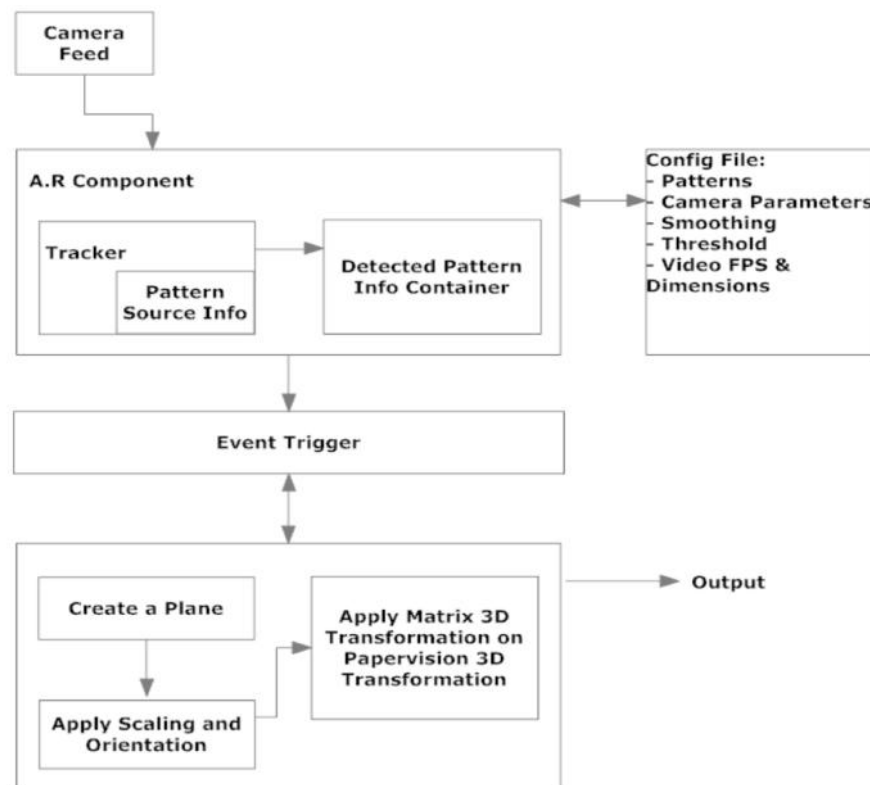 Camera
Feed
A.R Component
Tracker
Pattern
Source Info
Detected Pattern
Info Container
Config File:
- Patterns
- Camera Parameters
- Smoothing
- Threshold
- Video FPS &
Dimensions
Event Trigger
Create a Plane
Apply Scaling and
Orientation
Apply Matrix 3D
Transformation on
Papervision 3D
Transformation
Output